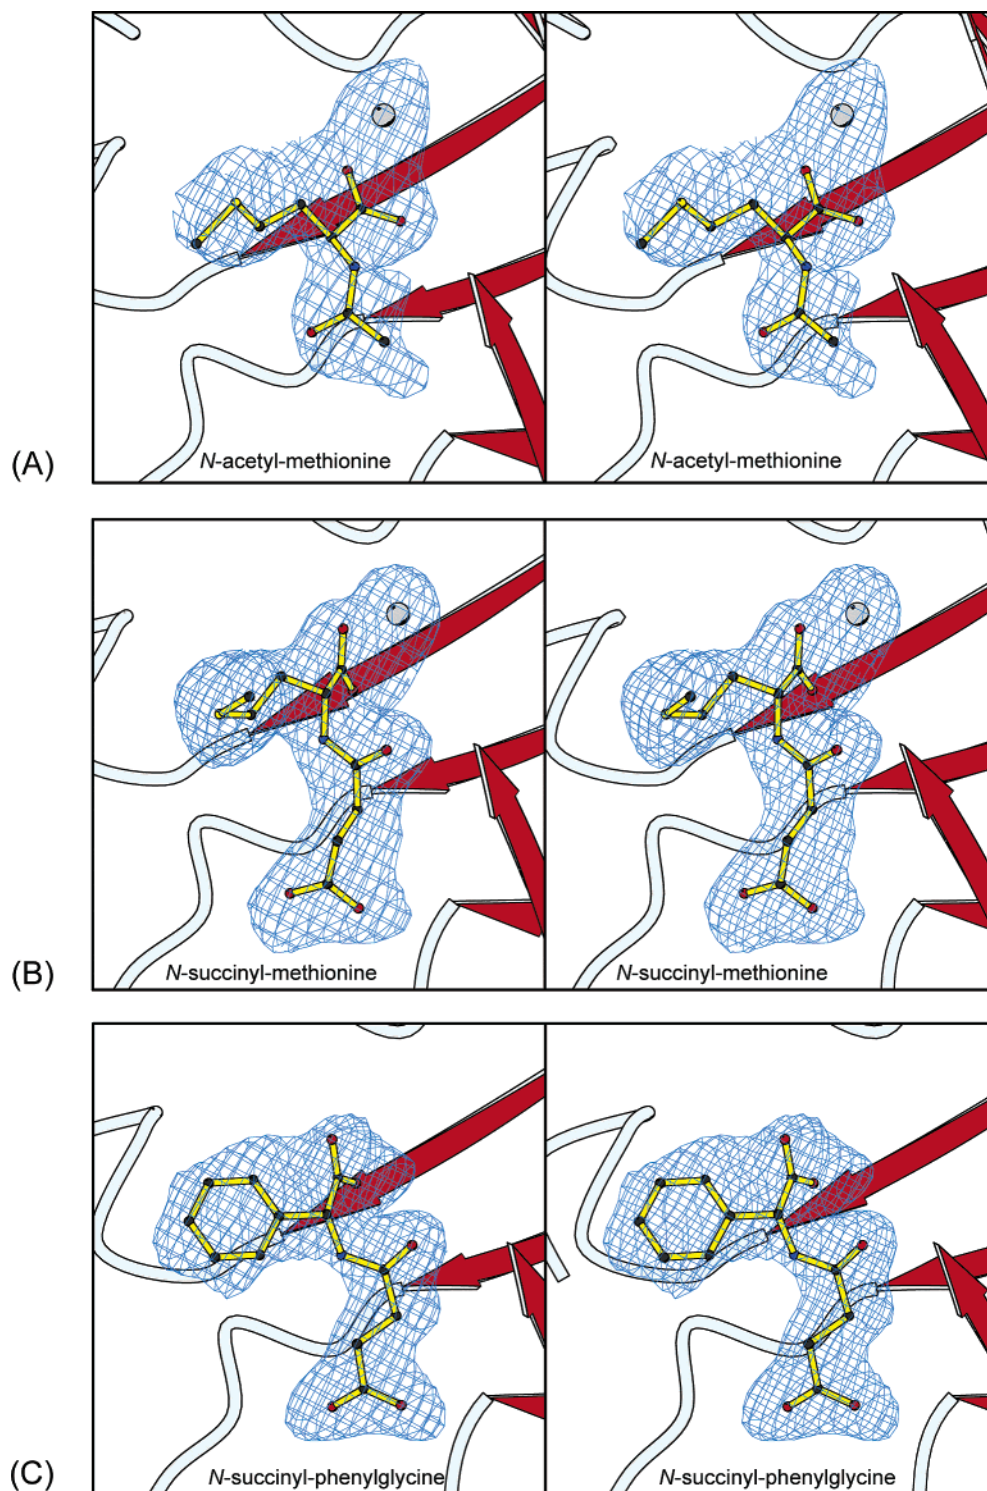 N-acetyl-methionine
N-acetyl-methionine
(A)
N-succinyl-methionine
N-succinyl-methionine
(B)
N-succinyl-phenylglycine
N-succinyl-phenylglycine
(C)